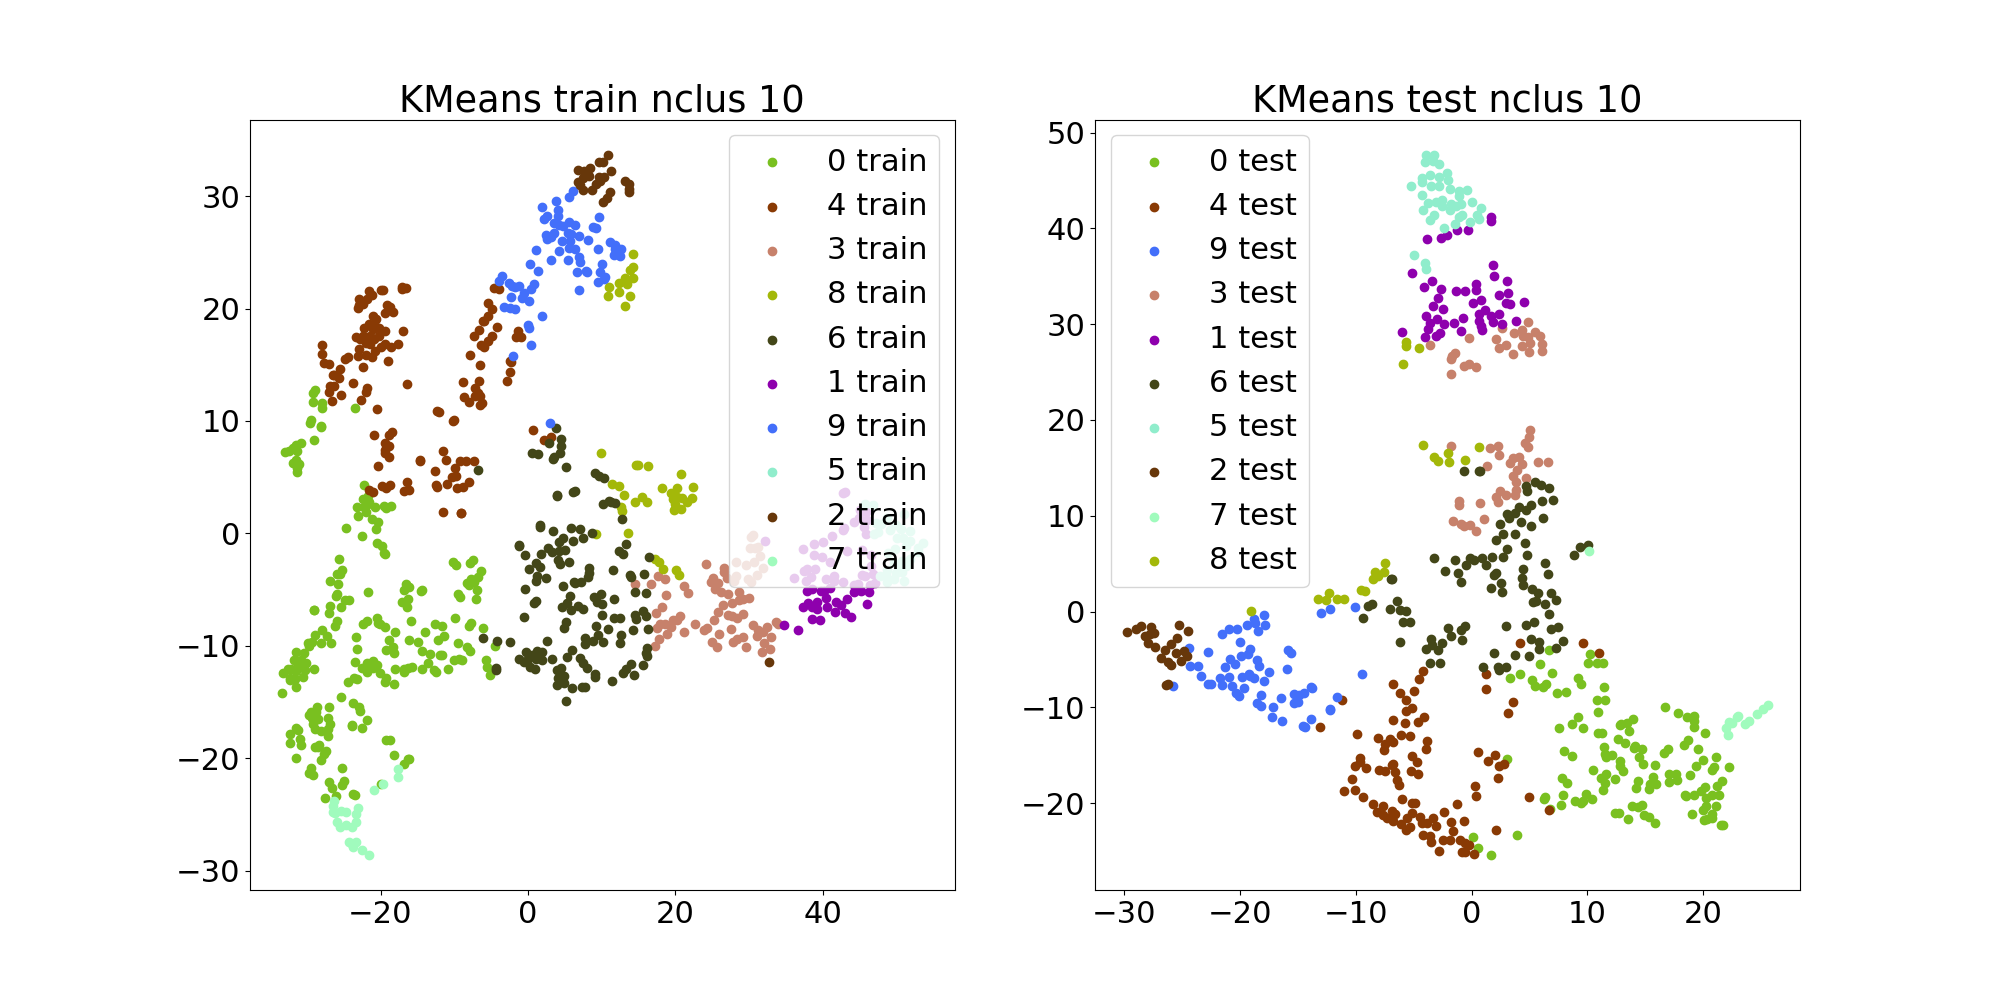 KMeans train nclus 10
30
20
10
0
−10
−20
−30
−20
0
20
40
0 train
4 train
3 train
8 train
6 train
1 train
9 train
5 train
2 train
7 train
KMeans test nclus 10
50
40
30
20
10
0
−10
−20
−30
−20
−10
0
10
20
0 test
4 test
9 test
3 test
1 test
6 test
5 test
2 test
7 test
8 test